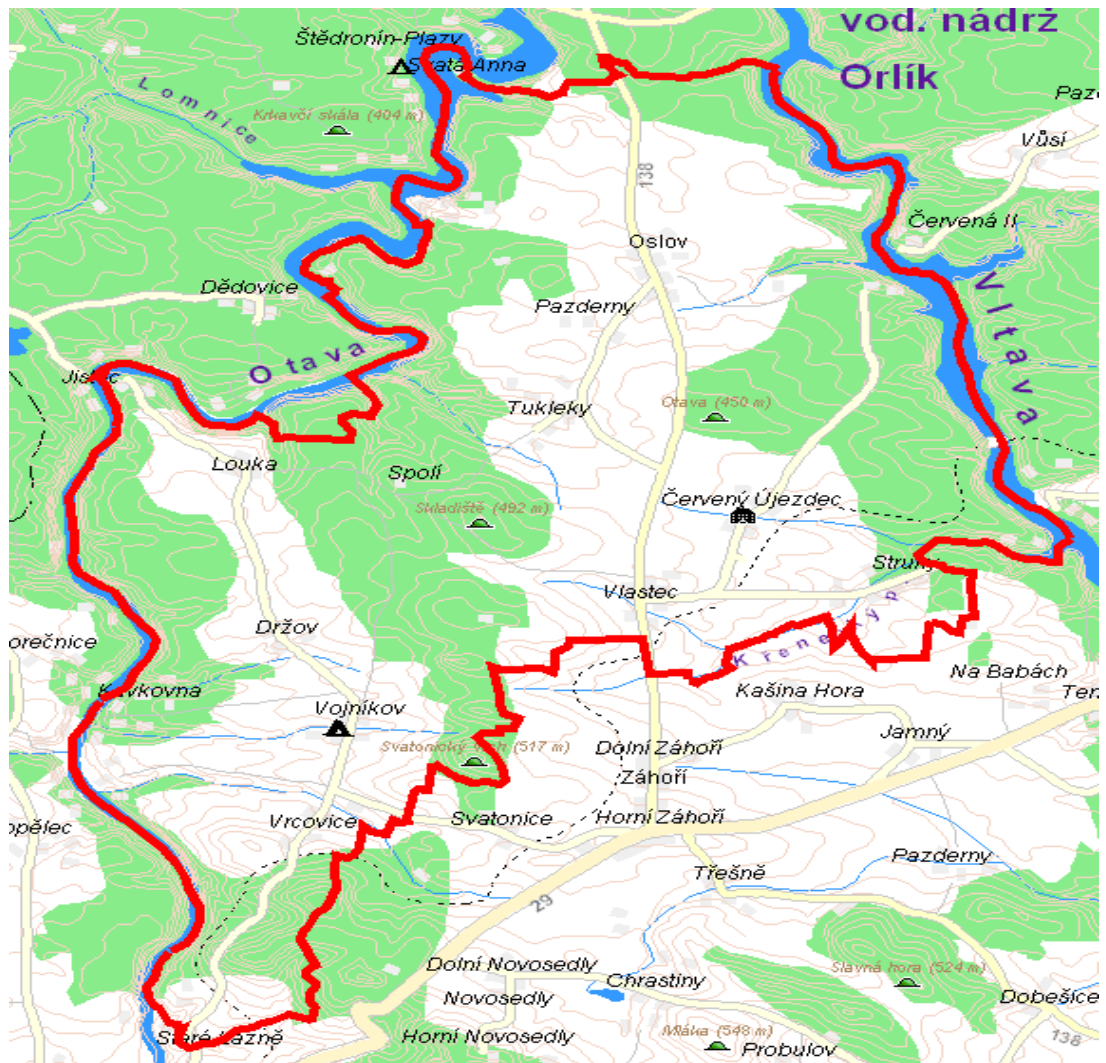 vod. nádrž
Orlík
Štědronín-Plazy
Svatá Anna
Lomnice
Krkavčí skála (404 m)
138
Vůsí
Červená II
Oslov
Dědovice
Pazderny
Vltava
Otava
Jistec
Tukleky
Otava (450 m)
Louka
Spolí
Skladiště (492 m)
Červený Újezdec
Vlastec
Struhy
Držov
Křenecký p.
Kašina Hora
Na Babách
Vojníkov
Svatonický vrch (517 m)
Dolní Záhoří
Jamný
Záhoří
Vrcovice
Svatonice
Horní Záhoří
Pazderny
Třešně
29
Dolní Novosedly
Chrastiny
Slavná hora (524 m)
Novosedly
Dobešice
Staré Lázně
Horní Novosedly
Mláka (548 m)
Probulov
138